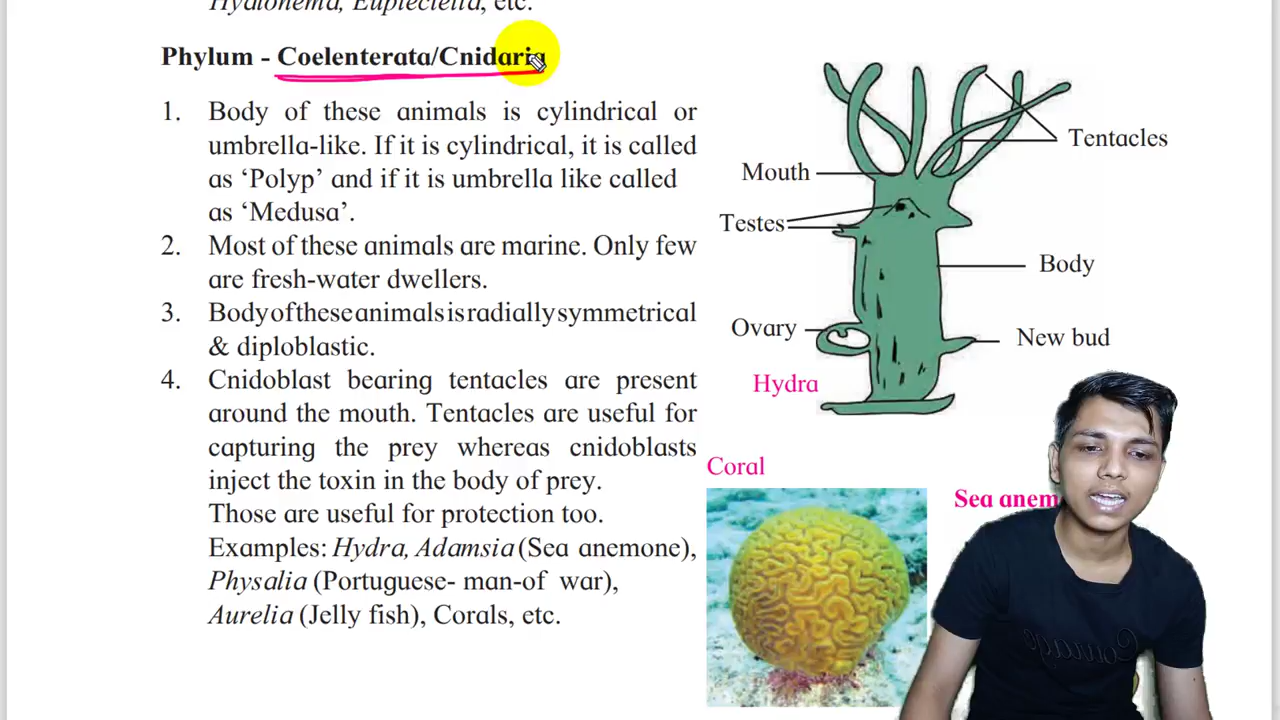 Hyalonema, Euplectella, etc.
Phylum - Coelenterata/Cnidaria
1. Body of these animals is cylindrical or
umbrella-like. If it is cylindrical, it is called
as ‘Polyp’ and if it is umbrella like called
as ‘Medusa’.
2. Most of these animals are marine. Only few
are fresh-water dwellers.
3. Body of these animals is radially symmetrical
& diploblastic.
4. Cnidoblast bearing tentacles are present
around the mouth. Tentacles are useful for
capturing the prey whereas cnidoblasts
inject the toxin in the body of prey.
Those are useful for protection too.
Examples: Hydra, Adamsia (Sea anemone),
Physalia (Portuguese- man-of war),
Aurelia (Jelly fish), Corals, etc.
Tentacles
Mouth
Testes
Body
Ovary
New bud
Hydra
Coral
Sea anem
Courage